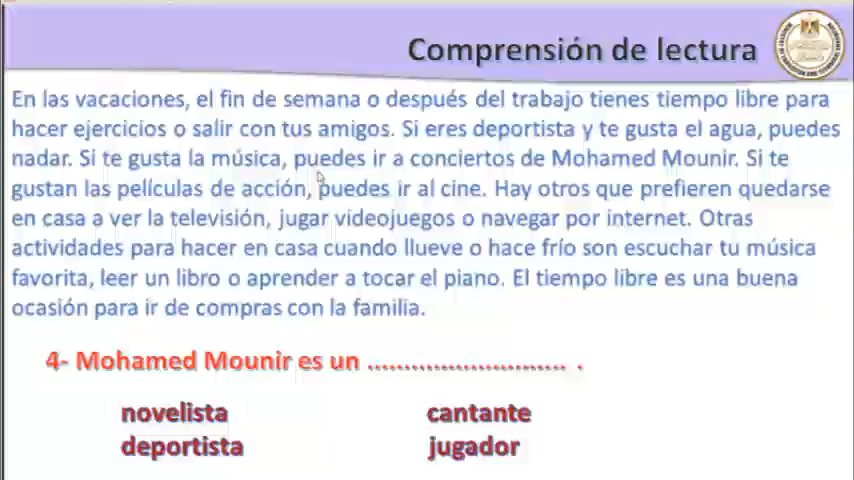 Comprensión de lectura
En las vacaciones, el fin de semana o después del trabajo tienes tiempo libre para
hacer ejercicios o salir con tus amigos. Si eres deportista y te gusta el agua, puedes
nadar. Si te gusta la música, puedes ir a conciertos de Mohamed Mounir. Si te
gustan las películas de acción, puedes ir al cine. Hay otros que prefieren quedarse
en casa a ver la televisión, jugar videojuegos o navegar por internet. Otras
actividades para hacer en casa cuando llueve o hace frío son escuchar tu música
favorita, leer un libro o aprender a tocar el piano. El tiempo libre es una buena
ocasión para ir de compras con la familia.
4- Mohamed Mounir es un ........................... .
novelista cantante
deportista jugador